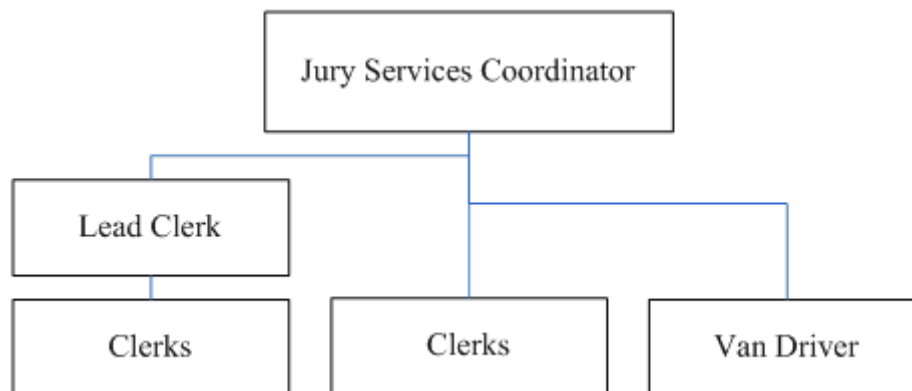 Jury Services Coordinator
Lead Clerk
Clerks
Clerks
Van Driver